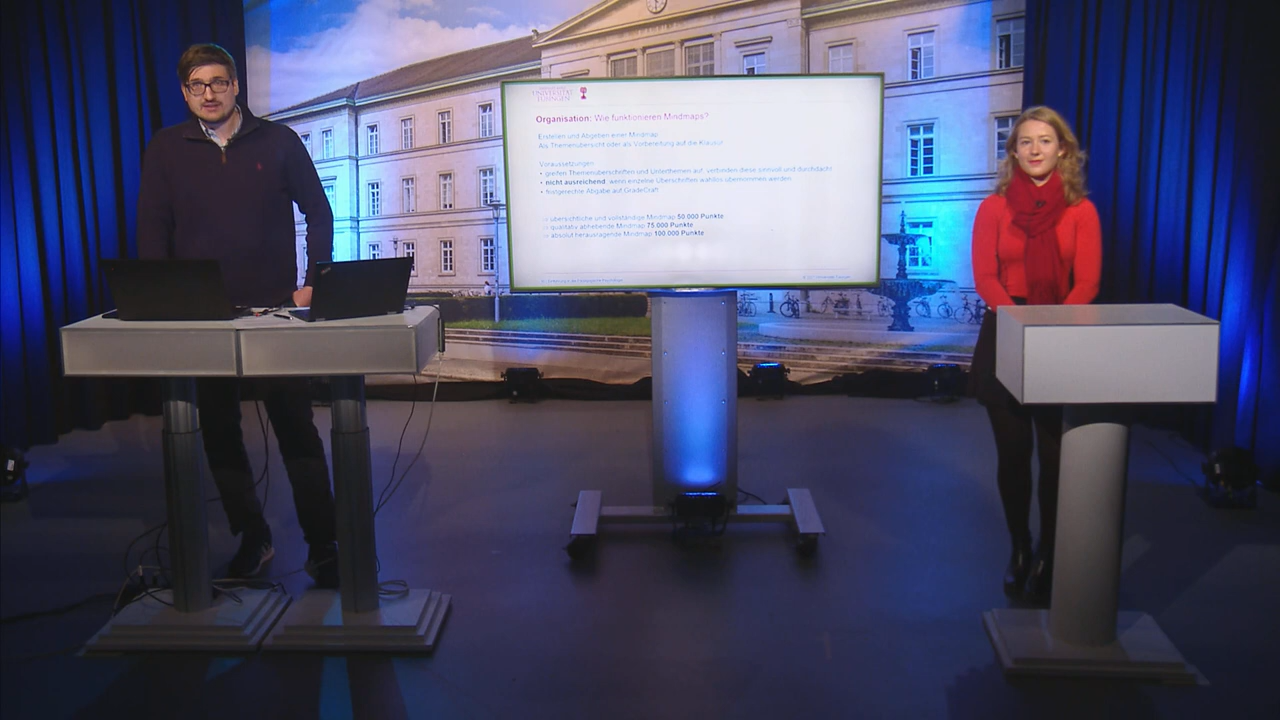 UNIVERSITÄT
TÜBINGEN
Organisation: Wie funktionieren Mindmaps?
Erstellen und Abgeben einer Mindmap
Als Themenübersicht oder als Vorbereitung auf die Klausur
Voraussetzungen
• greifen Themenüberschriften und Unterthemen auf, verbinden diese sinnvoll und durchdacht
• nicht ausreichend, wenn einzelne Überschriften wahllos übernommen werden
• fristgerechte Abgabe auf GradeCraft
übersichtliche und vollständige Mindmap 50.000 Punkte
qualitativ abhebende Mindmap 75.000 Punkte
absolut herausragende Mindmap 100.000 Punkte